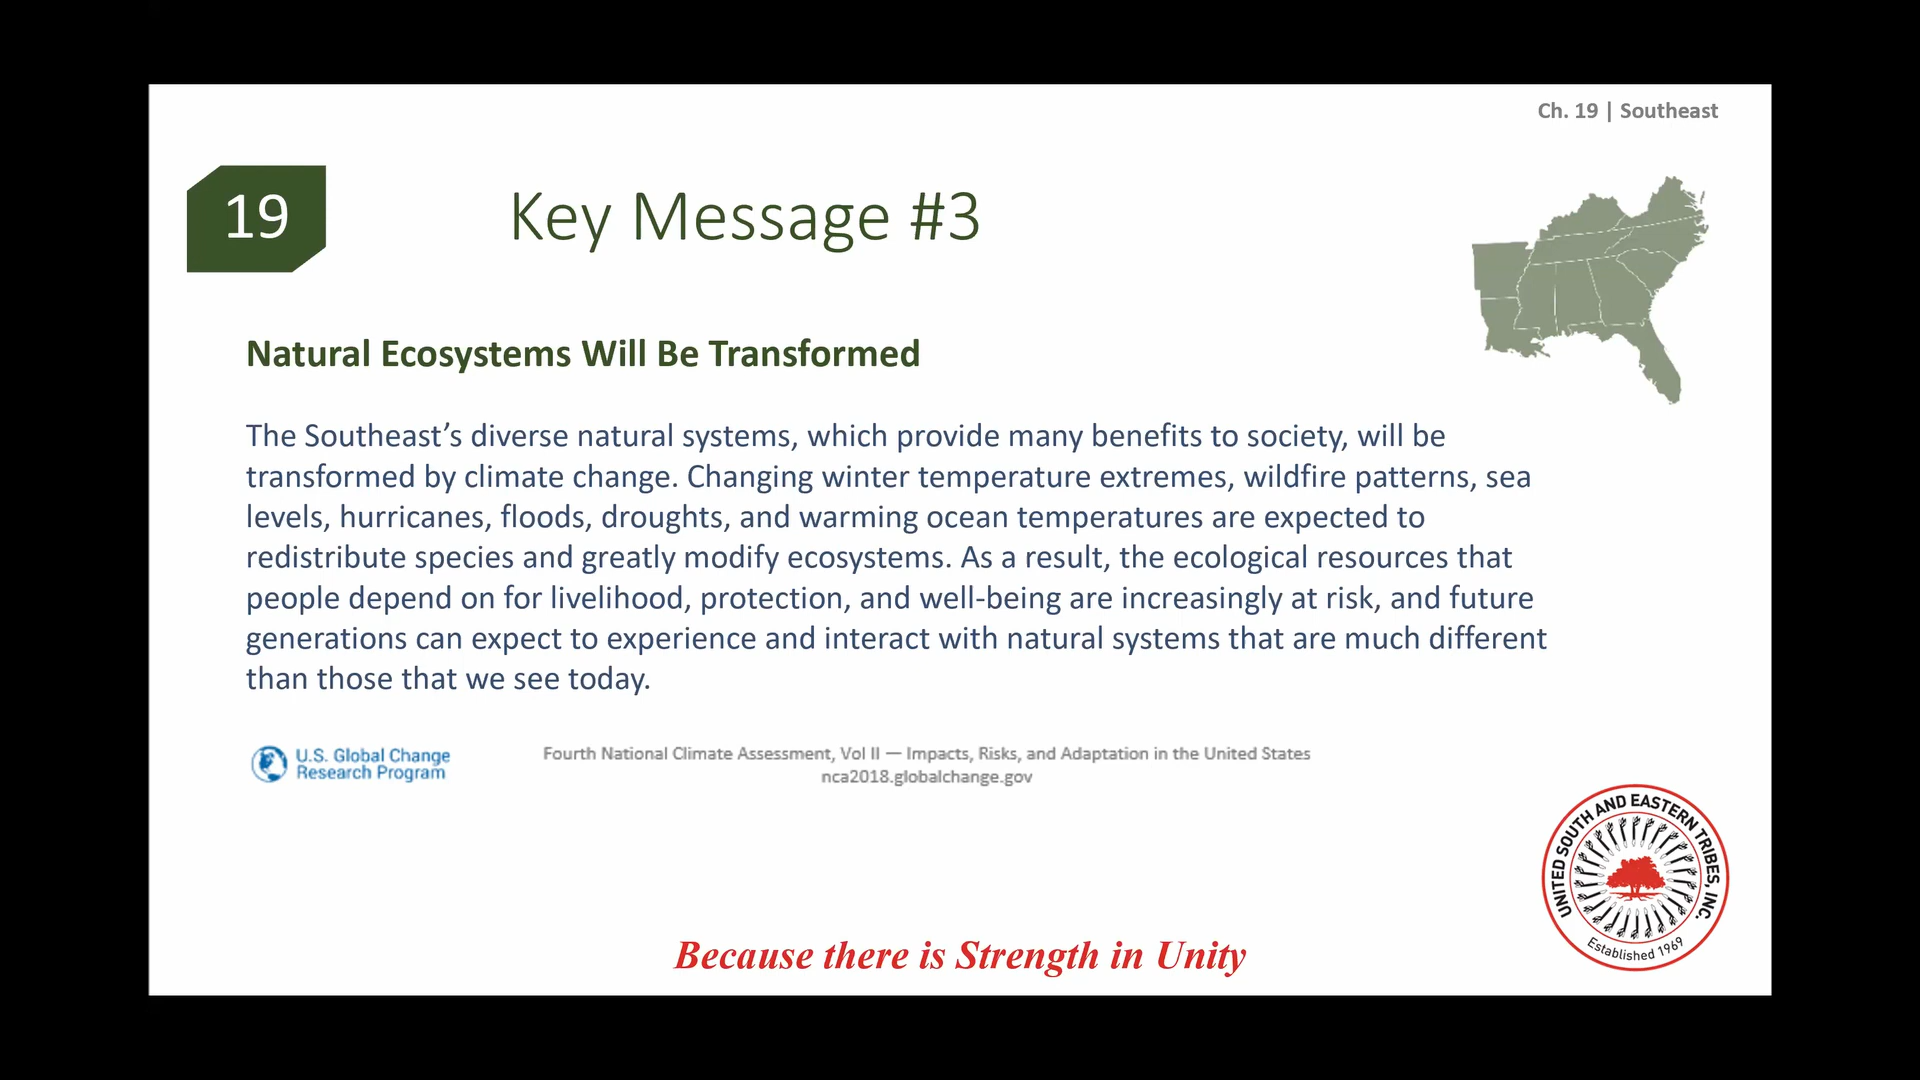 Ch. 19 | Southeast
19
Key Message #3
Natural Ecosystems Will Be Transformed
The Southeast’s diverse natural systems, which provide many benefits to society, will be
transformed by climate change. Changing winter temperature extremes, wildfire patterns, sea
levels, hurricanes, floods, droughts, and warming ocean temperatures are expected to
redistribute species and greatly modify ecosystems. As a result, the ecological resources that
people depend on for livelihood, protection, and well-being are increasingly at risk, and future
generations can expect to experience and interact with natural systems that are much different
than those that we see today.
U.S. Global Change
Research Program
Fourth National Climate Assessment, Vol II — Impacts, Risks, and Adaptation in the United States
nca2018.globalchange.gov
UNITED SOUTH AND EASTERN TRIBES, INC.
Established 1969
Because there is Strength in Unity